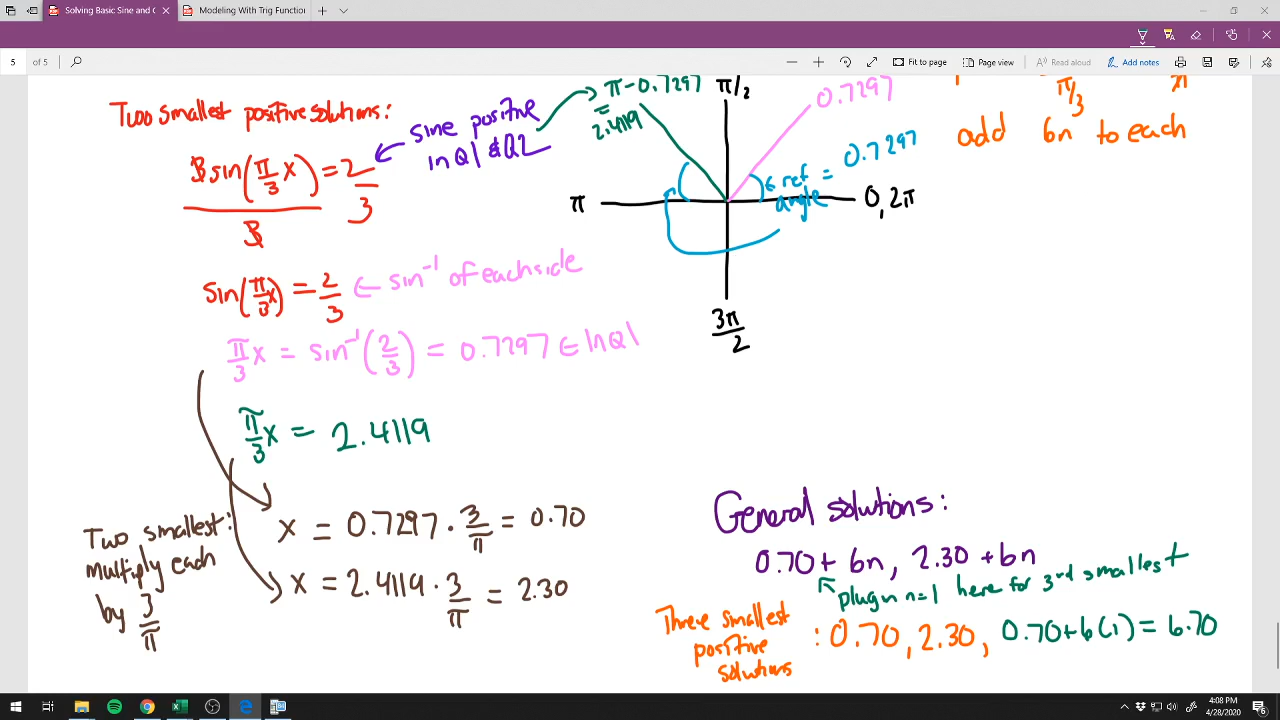 Solving Basic Sine and C
Modeling With Trig Function
5 of 5
Fit to page
Page view
Read aloud
Add notes
Two smallest positive solutions:
3sin(π/3 x) = 2
3 3
sine positive
in Q1 & Q2
π - 0.7297
=
2.4119
π/2
0.7297
π/3
π
add 6n to each
← ref = 0.7297
angle
π
0, 2π
3π/2
sin(π/3 x) = 2/3 ← sin⁻¹ of each side
π/3 x = sin⁻¹(2/3) = 0.7297 ← in Q1
π/3 x = 2.4119
Two smallest:
multiply each
by 3/π
x = 0.7297 · 3/π = 0.70
x = 2.4119 · 3/π = 2.30
General solutions:
0.70 + 6n, 2.30 + 6n
plug n n=1 here for 3rd smallest +
Three smallest
positive
solutions
: 0.70, 2.30, 0.70+6(1) = 6.70
4:08 PM
4/28/2020